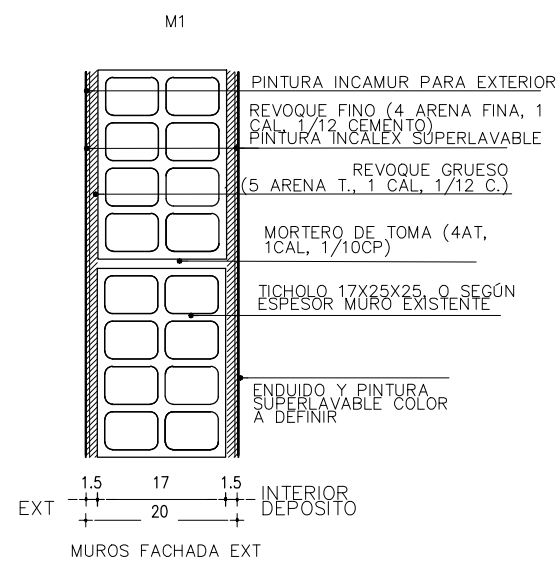 M1
PINTURA INCAMUR PARA EXTERIOR
REVOQUE FINO (4 ARENA FINA, 1
CAL, 1/12 CEMENTO)
PINTURA INCALEX SUPERLAVABLE
REVOQUE GRUESO
(5 ARENA T., 1 CAL, 1/12 C.)
MORTERO DE TOMA (4AT,
1CAL, 1/10CP)
TICHOLO 17X25X25, O SEGÚN
ESPESOR MURO EXISTENTE
ENDUIDO Y PINTURA
SUPERLAVABLE COLOR
A DEFINIR
1.5 17 1.5
EXT
INTERIOR
DEPOSITO
20
MUROS FACHADA EXT